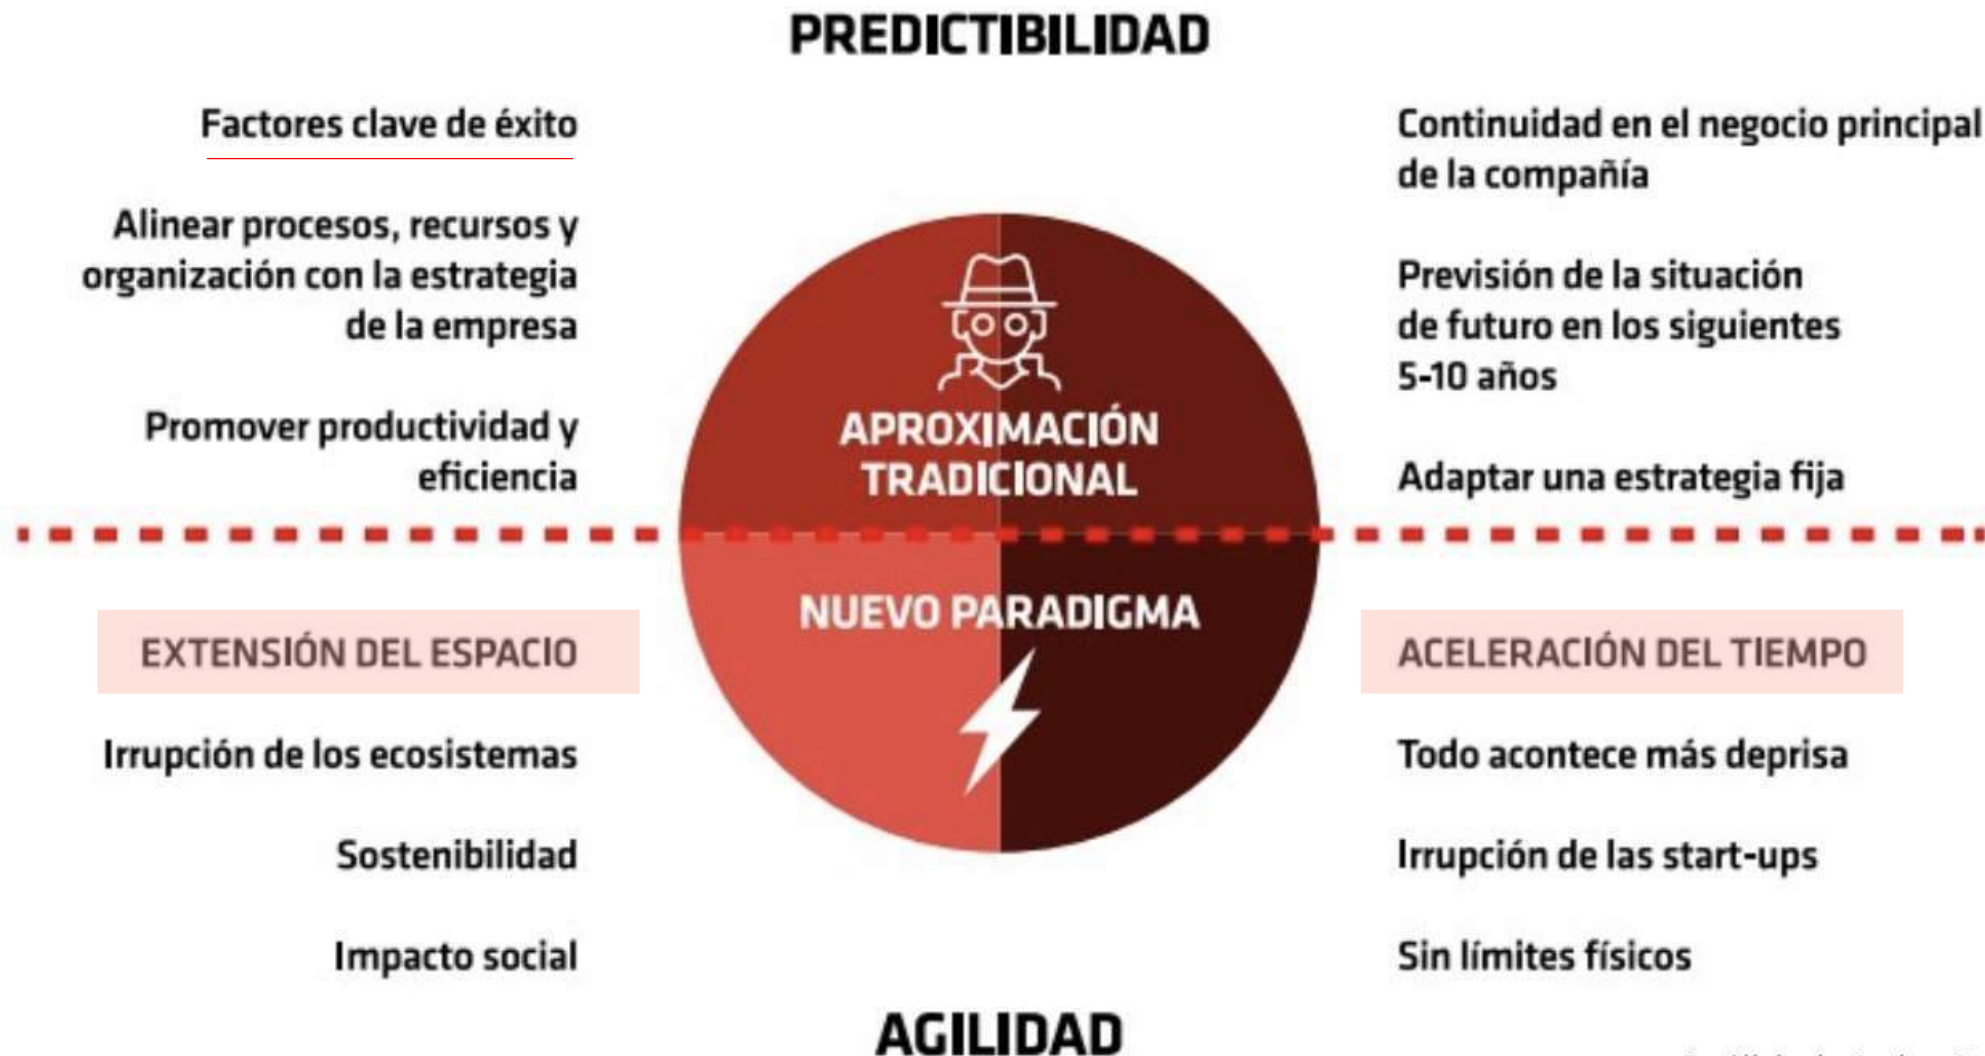 PREDICTIBILIDAD
Factores clave de éxito
Alinear procesos, recursos y
organización con la estrategia
de la empresa
Promover productividad y
eficiencia
Continuidad en el negocio principal
de la compañía
Previsión de la situación
de futuro en los siguientes
5-10 años
Adaptar una estrategia fija
APROXIMACIÓN
TRADICIONAL
NUEVO PARADIGMA
EXTENSIÓN DEL ESPACIO
Irrupción de los ecosistemas
Sostenibilidad
Impacto social
ACELERACIÓN DEL TIEMPO
Todo acontece más deprisa
Irrupción de las start-ups
Sin límites físicos
AGILIDAD